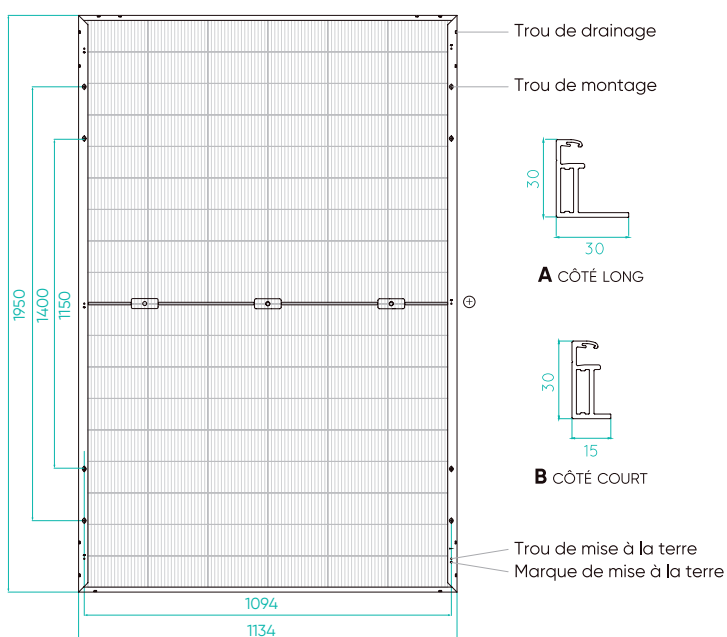 Trou de drainage
Trou de montage
30
30
A CÔTÉ LONG
1950
1400
1150
30
15
B CÔTÉ COURT
Trou de mise à la terre
Marque de mise à la terre
1094
1134